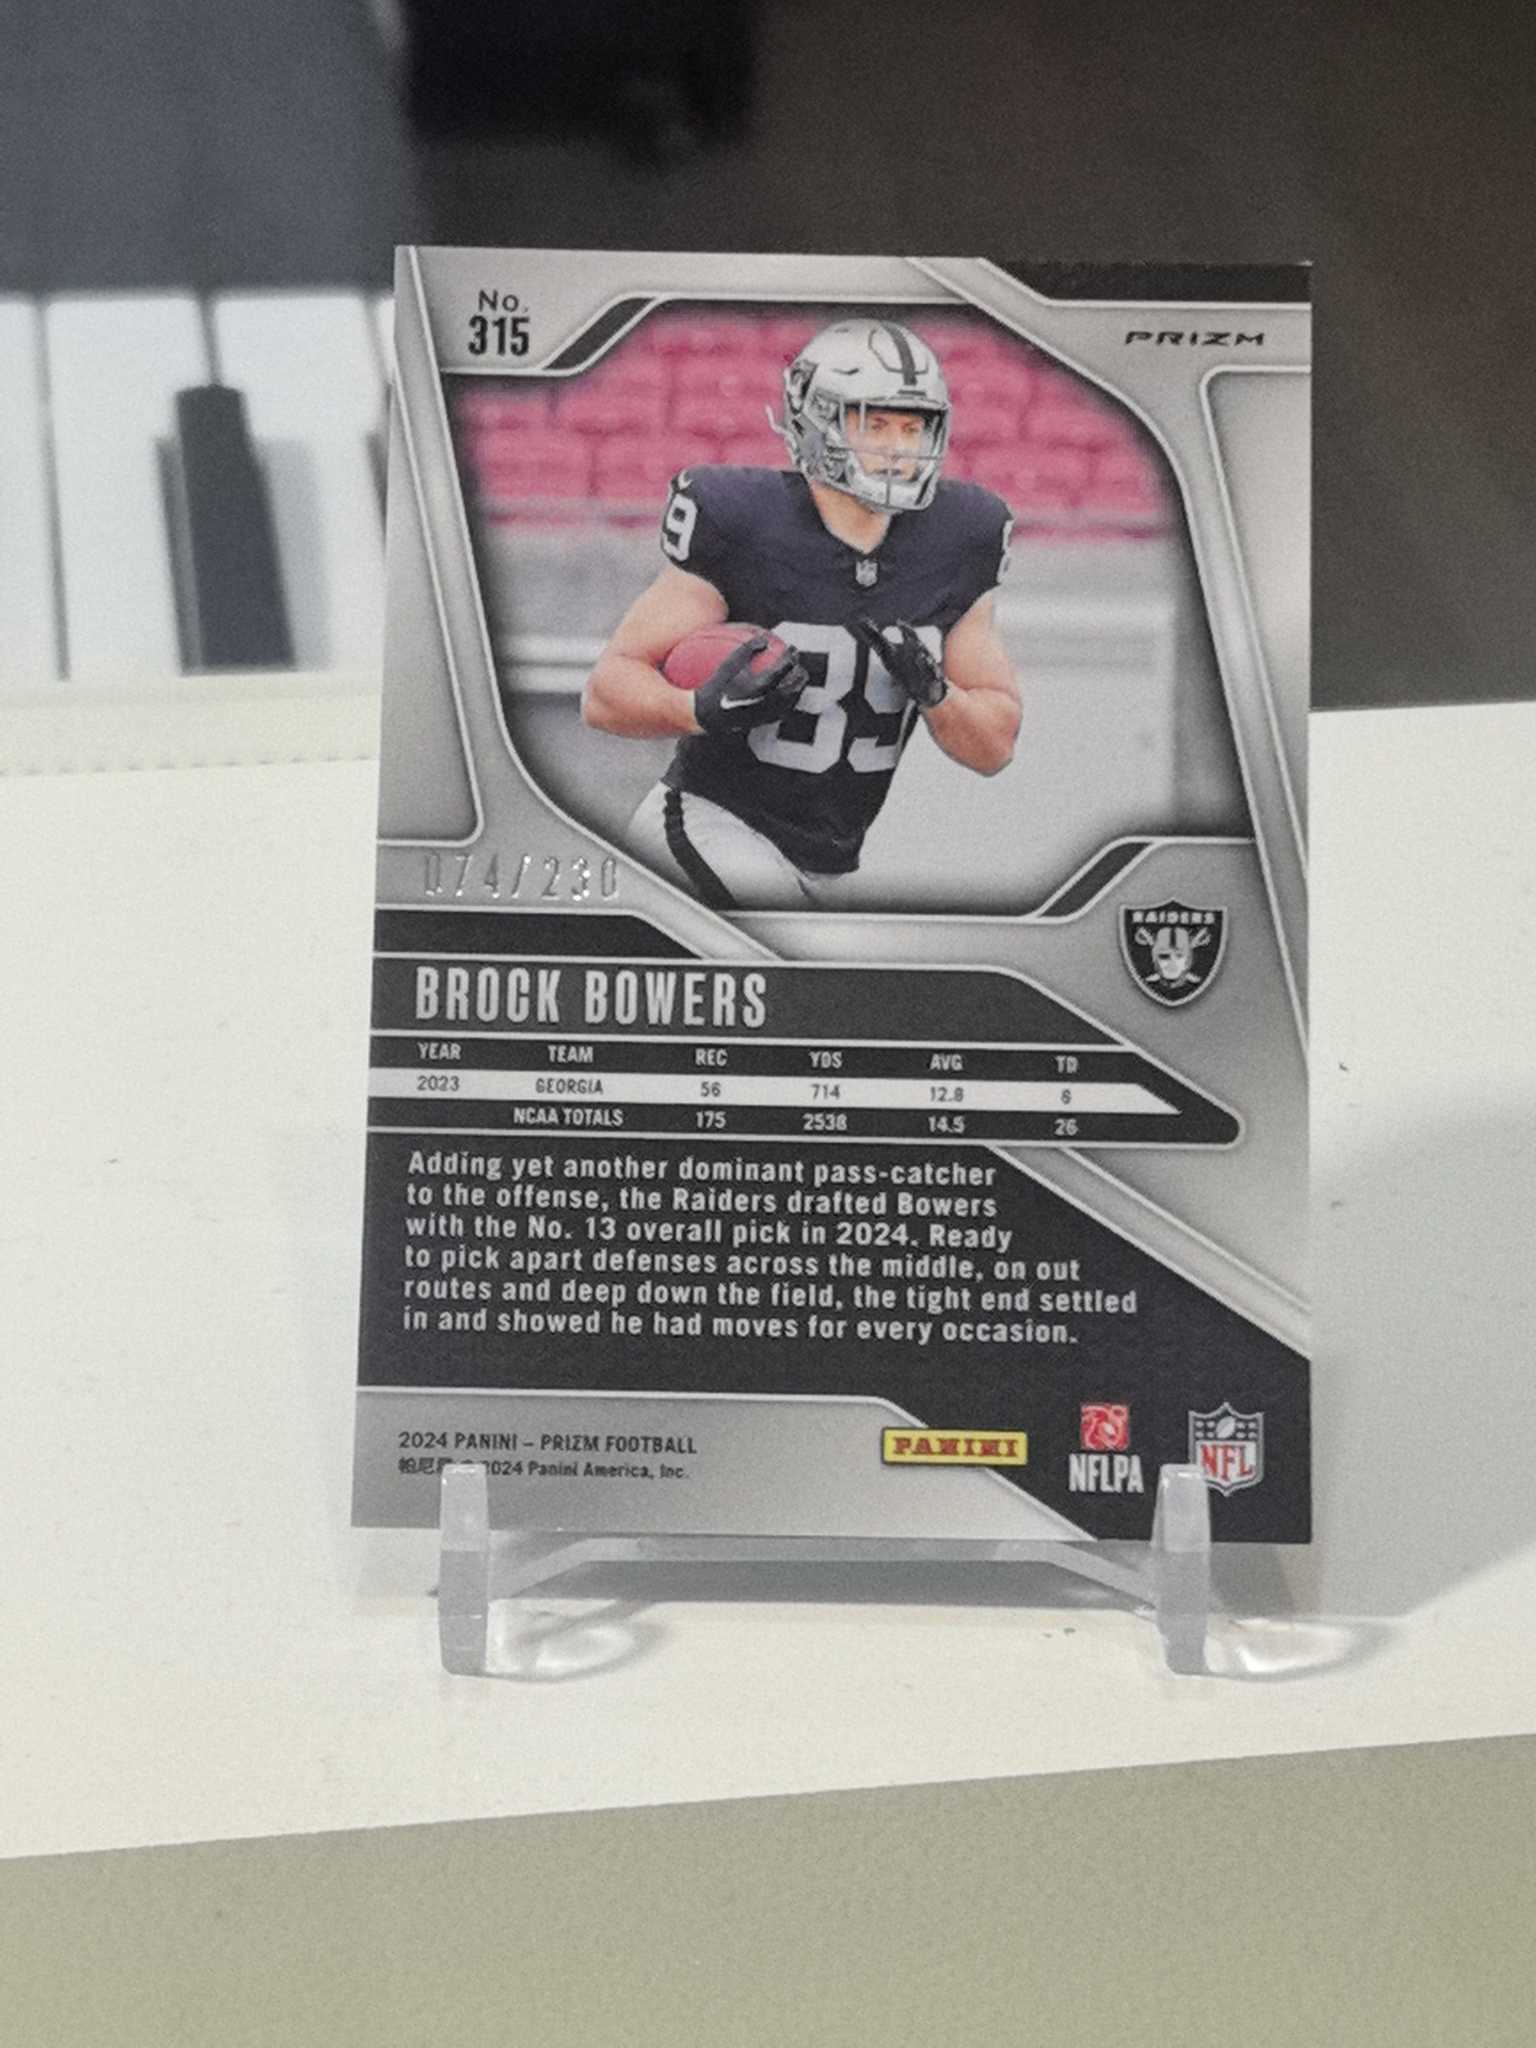 No.
315
PRIZM
89
89
074/230
RAIDERS
BROCK BOWERS
YEAR TEAM REC YDS AVG TD
2023 GEORGIA 56 714 12.8 6
NCAA TOTALS 175 2538 14.5 26
Adding yet another dominant pass-catcher
to the offense, the Raiders drafted Bowers
with the No. 13 overall pick in 2024. Ready
to pick apart defenses across the middle, on out
routes and deep down the field, the tight end settled
in and showed he had moves for every occasion.
2024 PANINI – PRIZM FOOTBALL
© 2024 Panini America, Inc.
PANINI
NFLPA
NFL